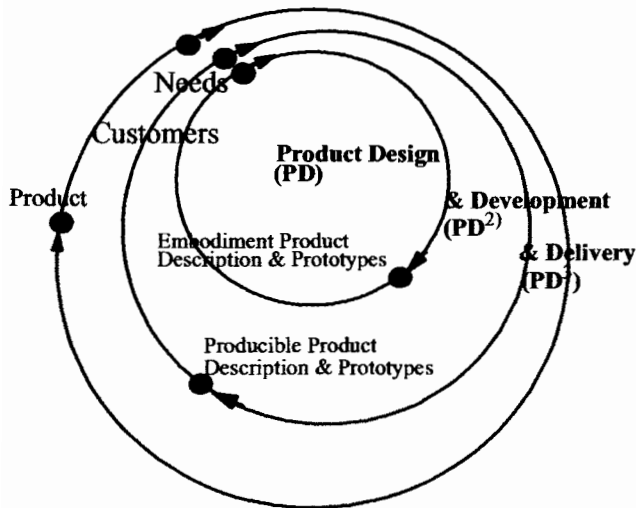 Needs
Customers
Product
Product Design
(PD)
& Development
(PD²)
& Delivery
(PD³)
Embodiment Product
Description & Prototypes
Producible Product
Description & Prototypes